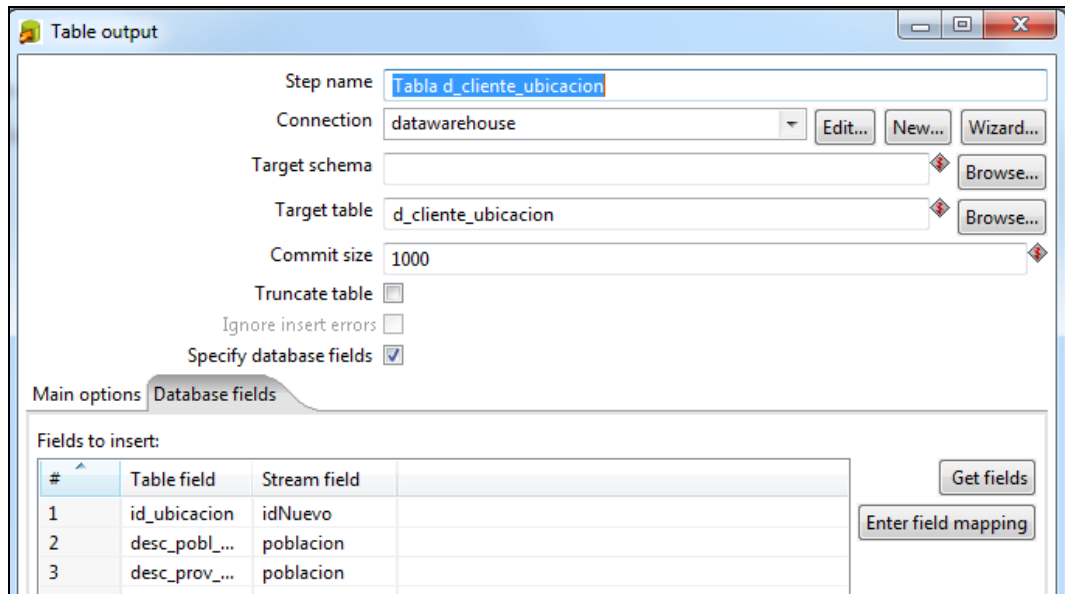 Table output
Step name Tabla d_cliente_ubicacion
Connection datawarehouse Edit... New... Wizard...
Target schema Browse...
Target table d_cliente_ubicacion Browse...
Commit size 1000
Truncate table
Ignore insert errors
Specify database fields
Main options Database fields
Fields to insert:
# Table field Stream field Get fields
1 id_ubicacion idNuevo Enter field mapping
2 desc_pobl_... poblacion
3 desc_prov_... poblacion